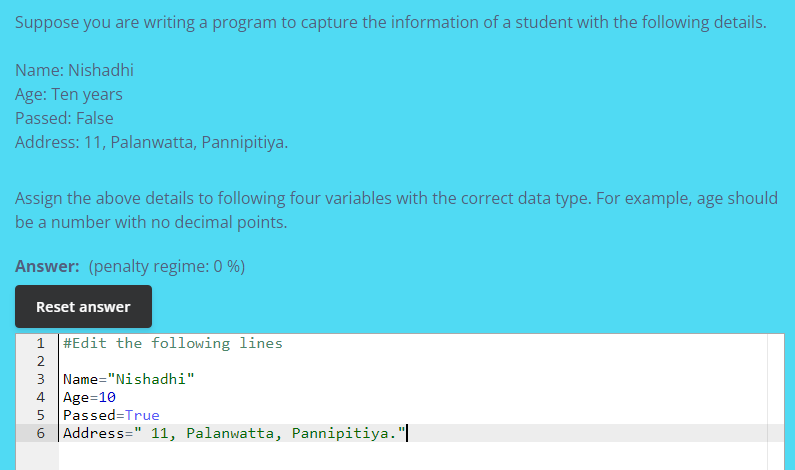 Suppose you are writing a program to capture the information of a student with the following details.
Name: Nishadhi
Age: Ten years
Passed: False
Address: 11, Palanwatta, Pannipitiya.
Assign the above details to following four variables with the correct data type. For example, age should
be a number with no decimal points.
Answer: (penalty regime: 0 %)
Reset answer
1 #Edit the following lines
2
3 Name="Nishadhi"
4 Age=10
5 Passed=True
6 Address=" 11, Palanwatta, Pannipitiya."